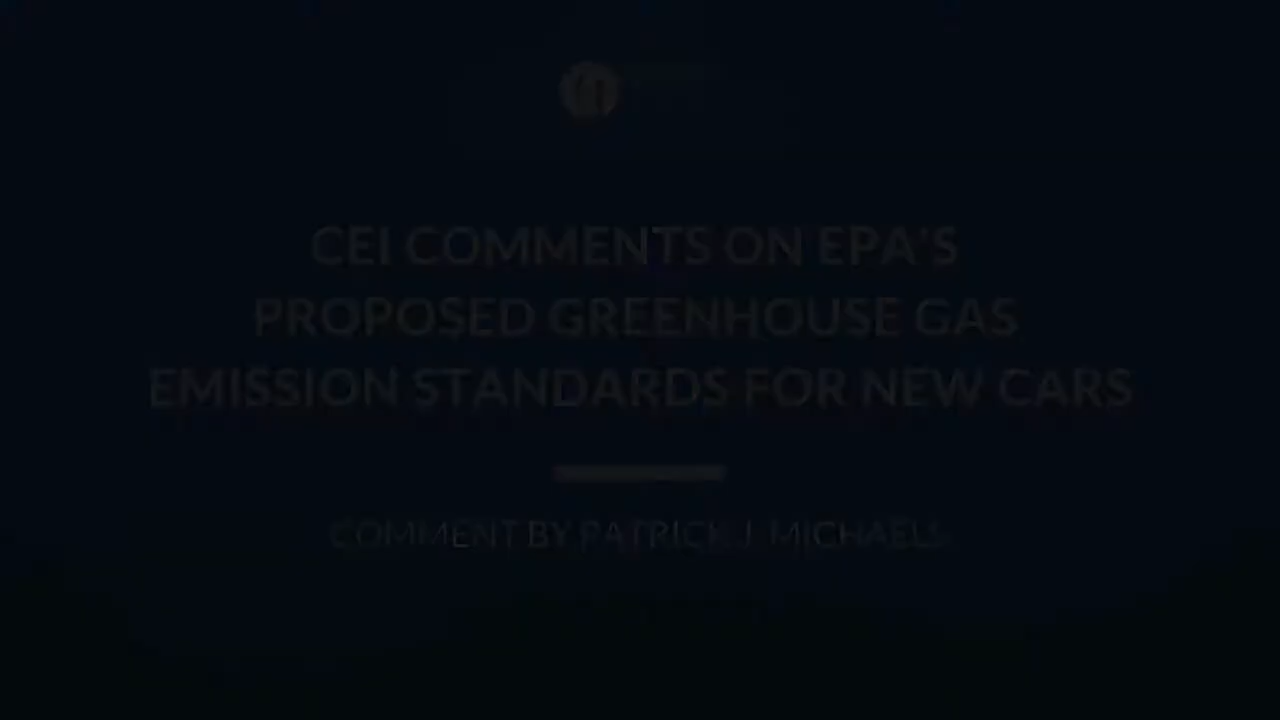 CEI COMMENTS ON EPA'S
PROPOSED GREENHOUSE GAS
EMISSION STANDARDS FOR NEW CARS
COMMENT BY PATRICK J. MICHAELS